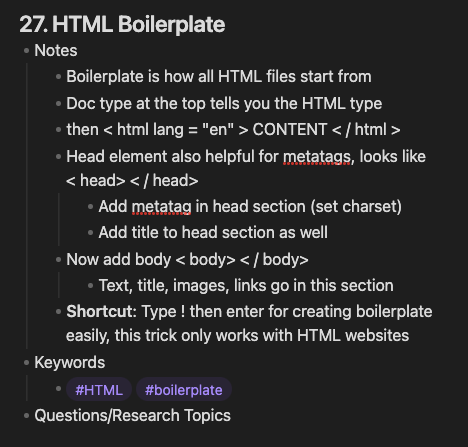 27. HTML Boilerplate
Notes
Boilerplate is how all HTML files start from
Doc type at the top tells you the HTML type
then < html lang = "en" > CONTENT < / html >
Head element also helpful for metatags, looks like
< head> < / head>
Add metatag in head section (set charset)
Add title to head section as well
Now add body < body> < / body>
Text, title, images, links go in this section
Shortcut: Type ! then enter for creating boilerplate
easily, this trick only works with HTML websites
Keywords
#HTML #boilerplate
Questions/Research Topics